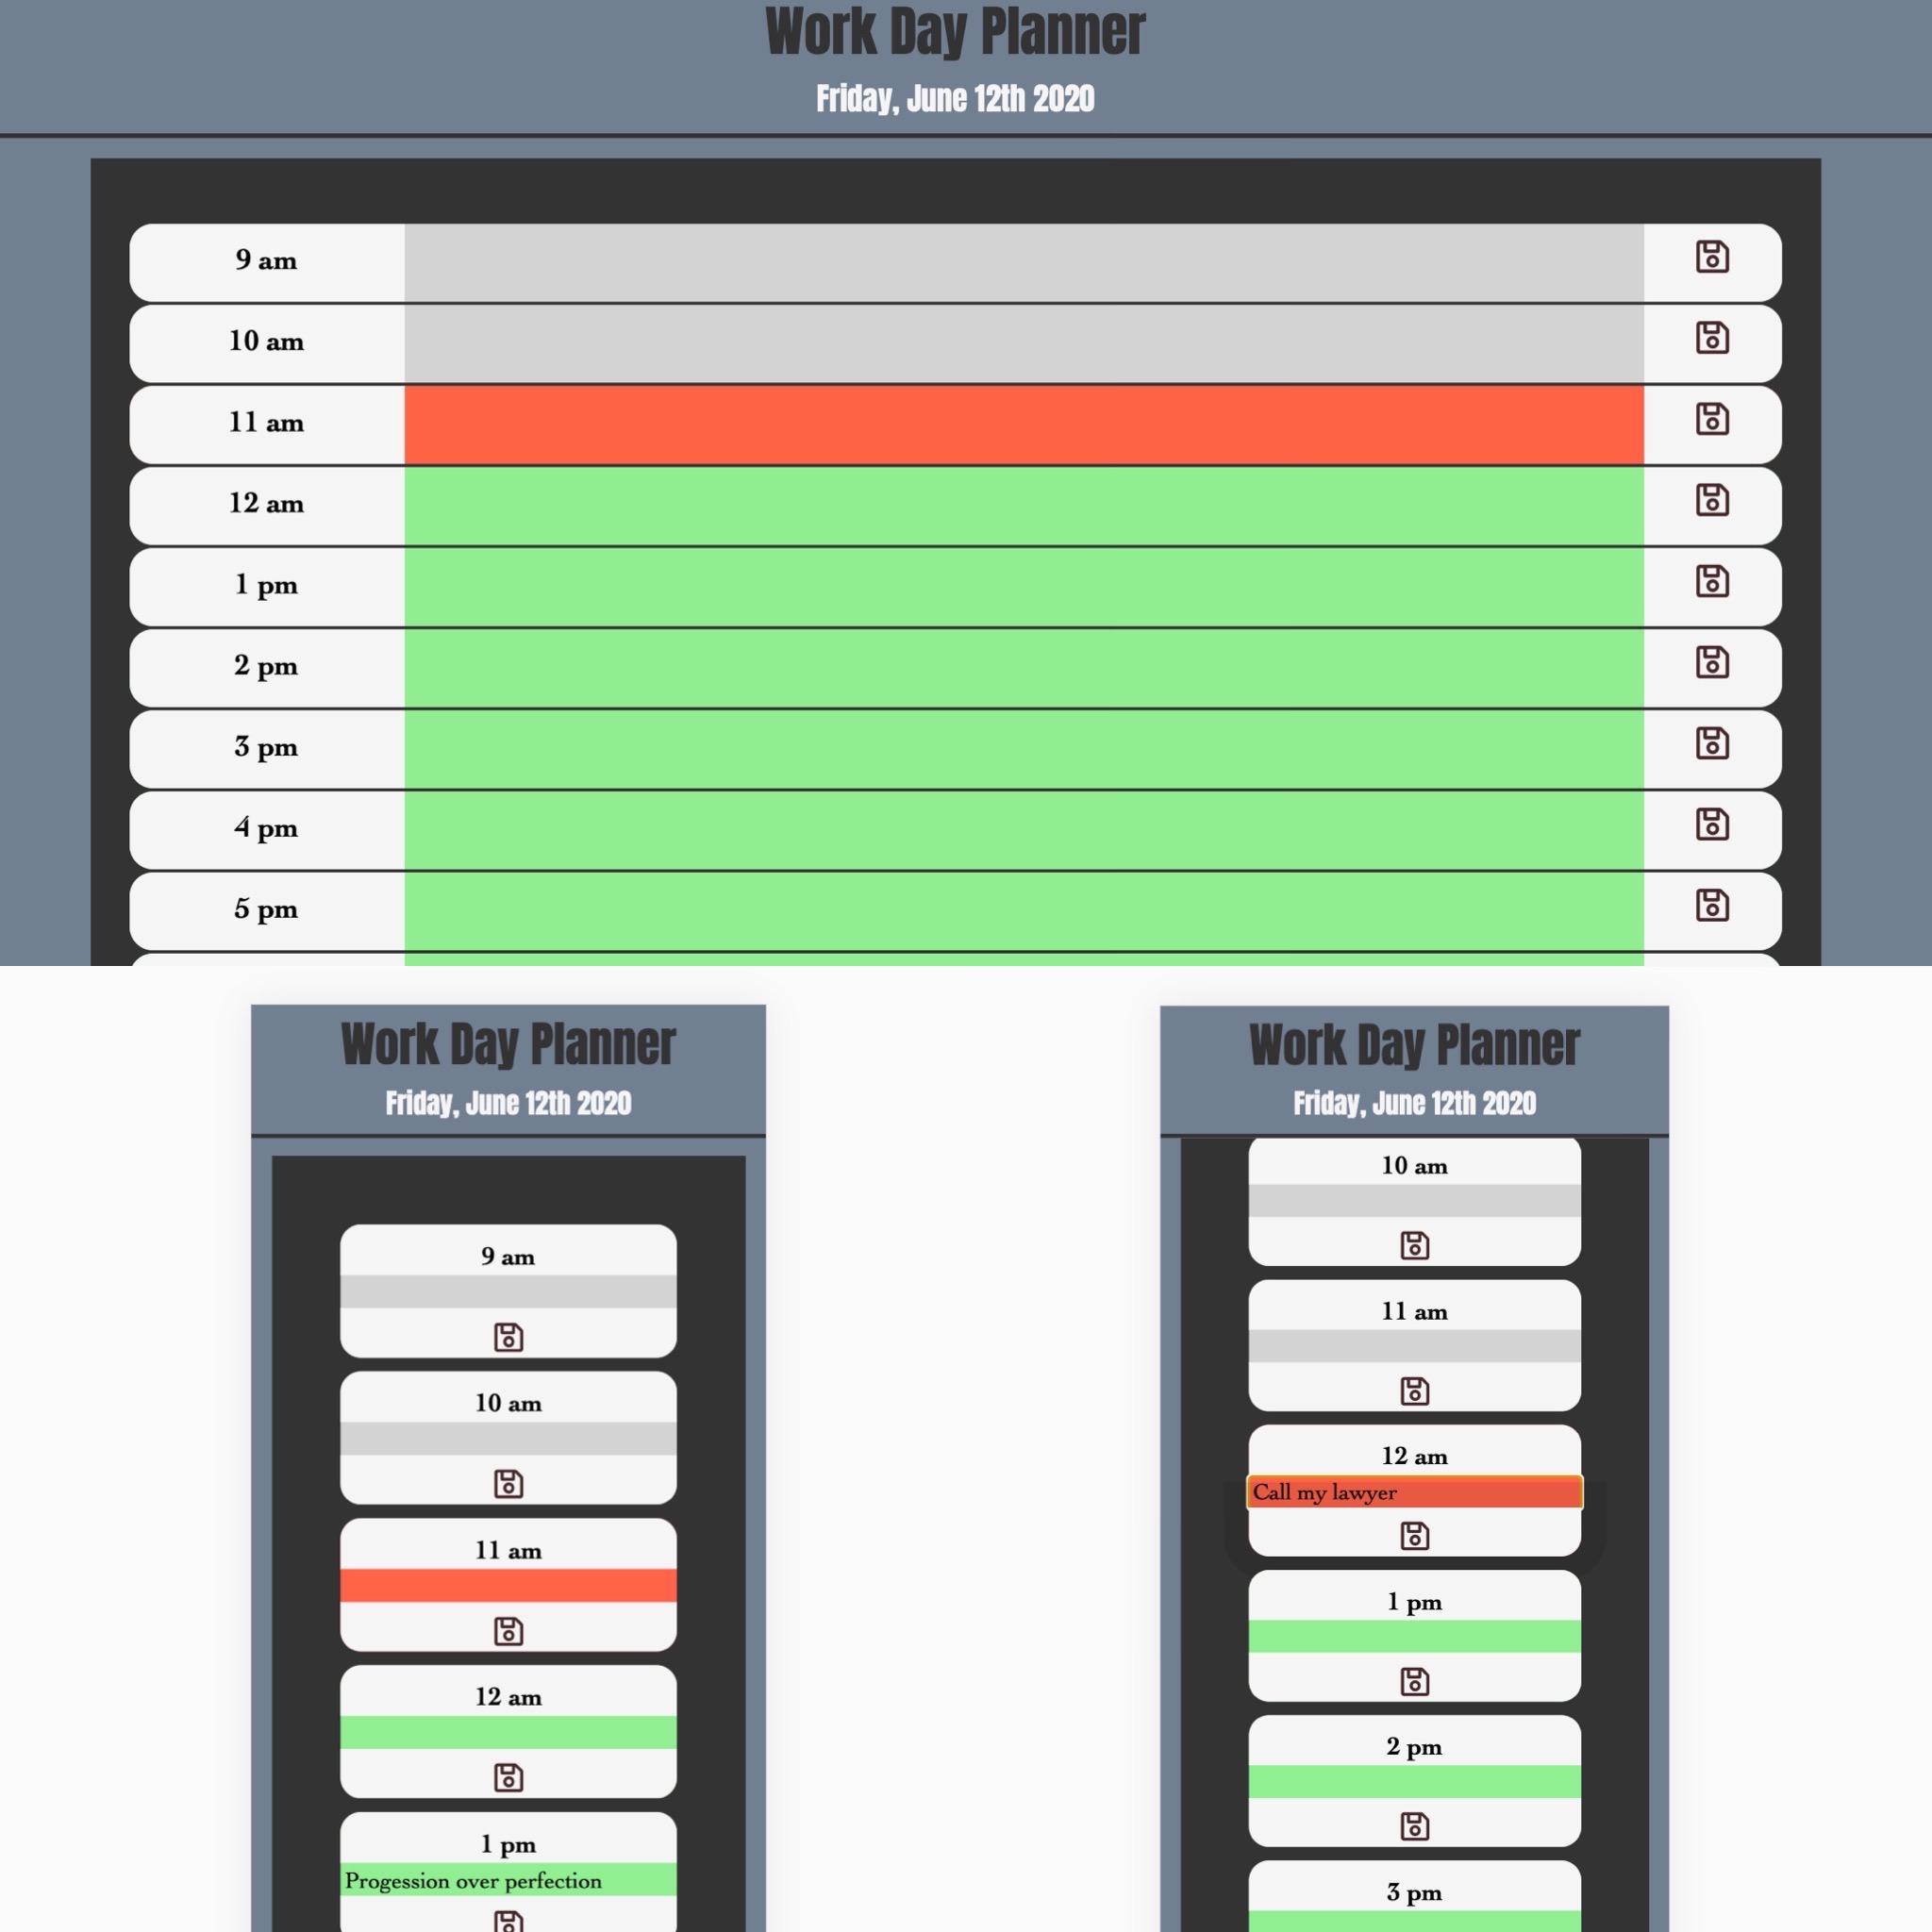 Work Day Planner
Friday, June 12th 2020
9 am
10 am
11 am
12 am
1 pm
2 pm
3 pm
4 pm
5 pm
Work Day Planner
Friday, June 12th 2020
9 am
10 am
11 am
12 am
1 pm
Progession over perfection
Work Day Planner
Friday, June 12th 2020
10 am
11 am
12 am
Call my lawyer
1 pm
2 pm
3 pm